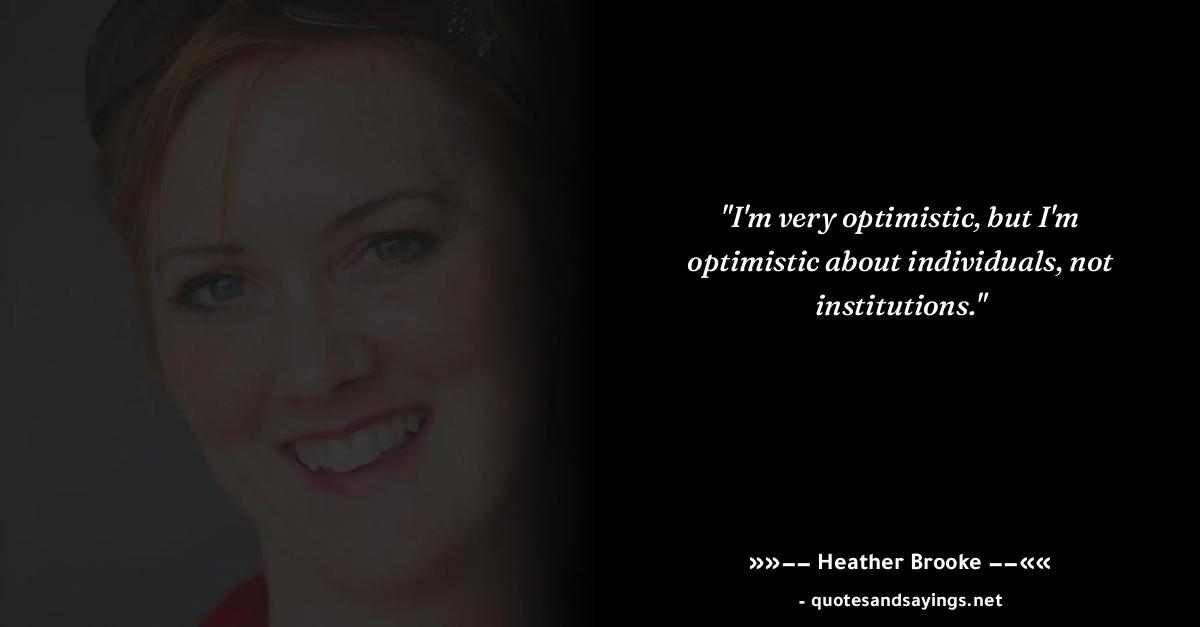 "I'm very optimistic, but I'm
optimistic about individuals, not
institutions."
»»−− Heather Brooke −−««
- quotesandsayings.net